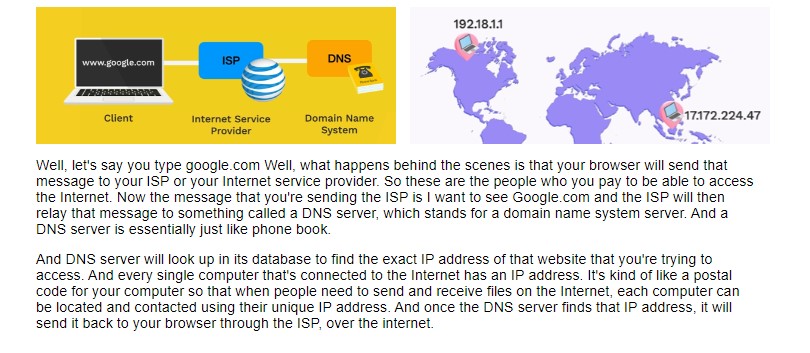 192.18.1.1
www.google.com
ISP
DNS
17.172.224.47
Client
Internet Service
Provider
Domain Name
System
Well, let's say you type google.com Well, what happens behind the scenes is that your browser will send that
message to your ISP or your Internet service provider. So these are the people who you pay to be able to access
the Internet. Now the message that you're sending the ISP is I want to see Google.com and the ISP will then
relay that message to something called a DNS server, which stands for a domain name system server. And a
DNS server is essentially just like phone book.
And DNS server will look up in its database to find the exact IP address of that website that you're trying to
access. And every single computer that's connected to the Internet has an IP address. It's kind of like a postal
code for your computer so that when people need to send and receive files on the Internet, each computer can
be located and contacted using their unique IP address. And once the DNS server finds that IP address, it will
send it back to your browser through the ISP, over the internet.